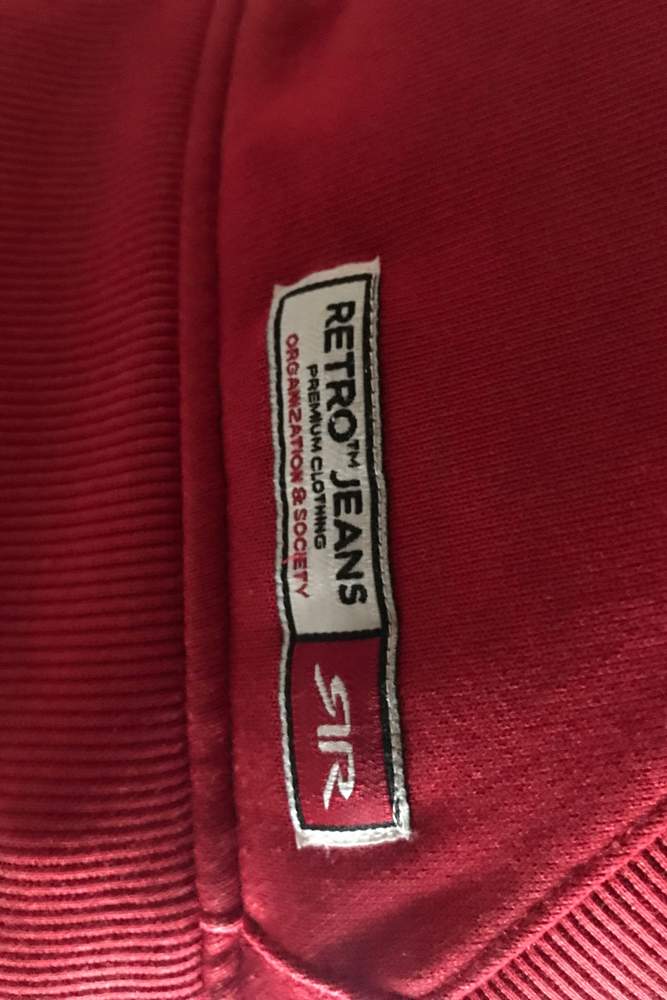 RETRO™ JEANS
PREMIUM CLOTHING
ORGANIZATION & SOCIETY